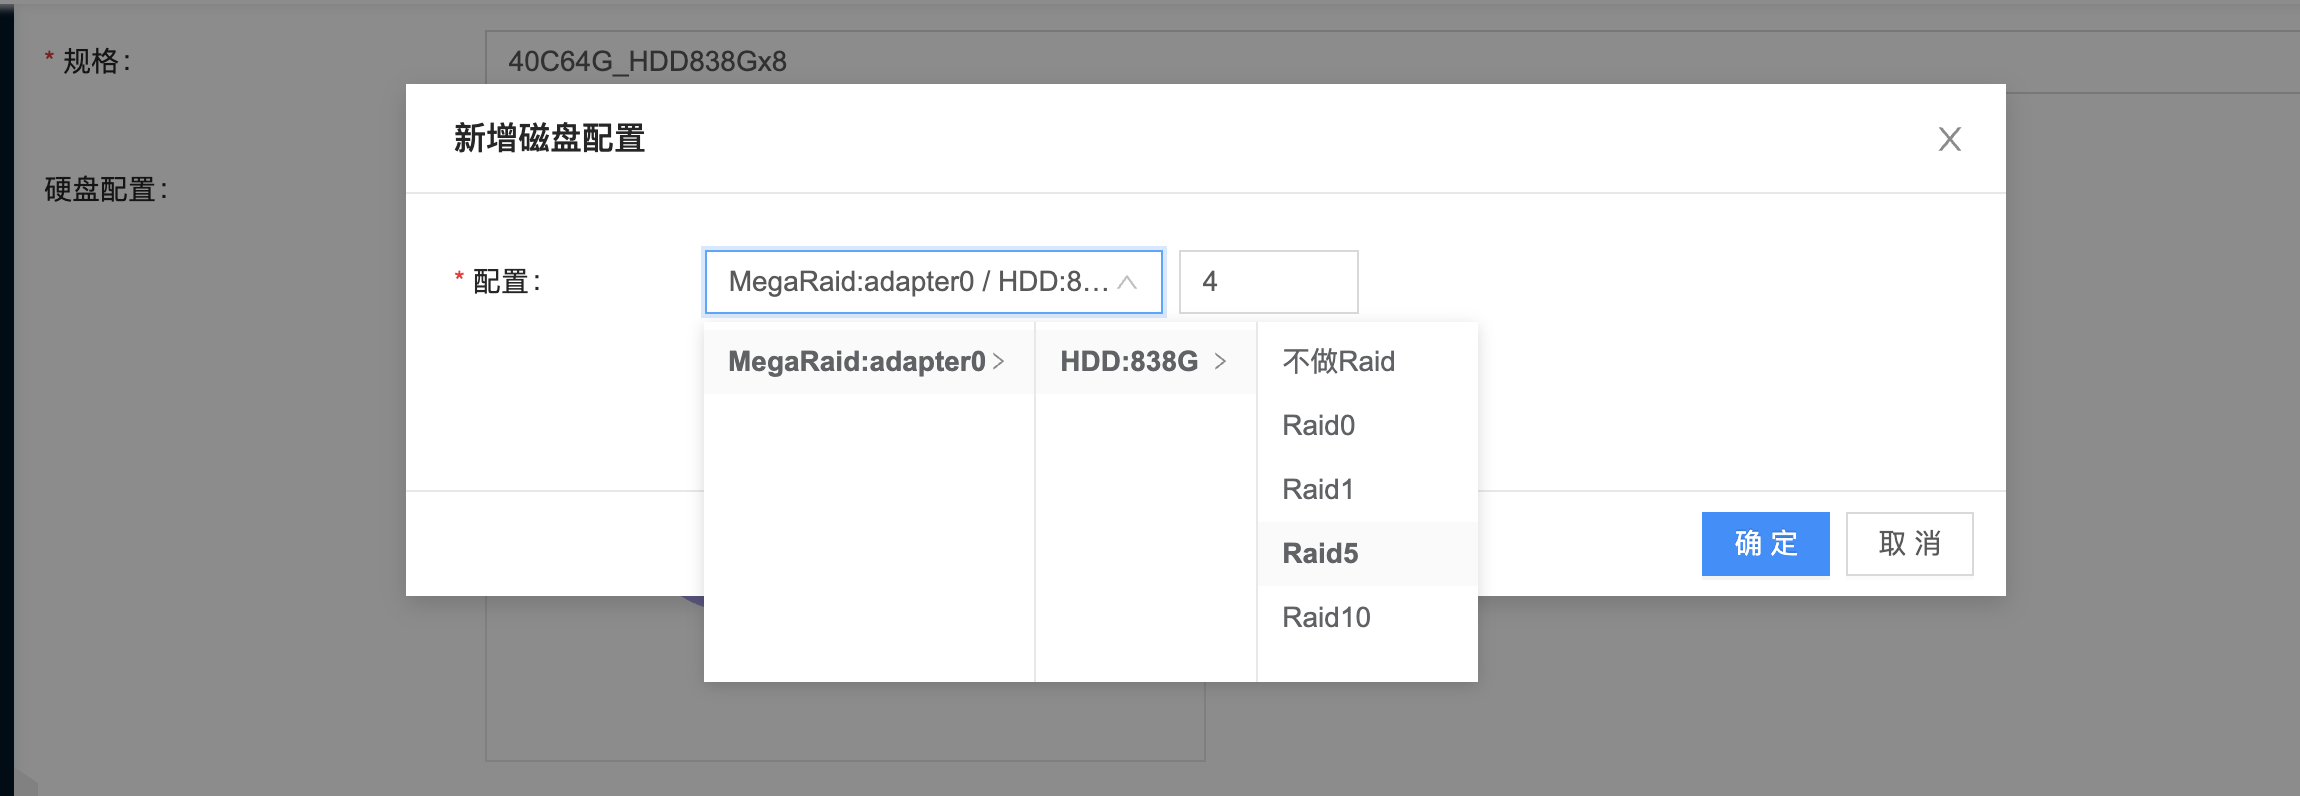 * 规格：
40C64G_HDD838Gx8
新增磁盘配置
X
硬盘配置：
* 配置：
MegaRaid:adapter0 / HDD:8...
4
MegaRaid:adapter0 >
HDD:838G >
不做Raid
Raid0
Raid1
Raid5
Raid10
确 定
取 消